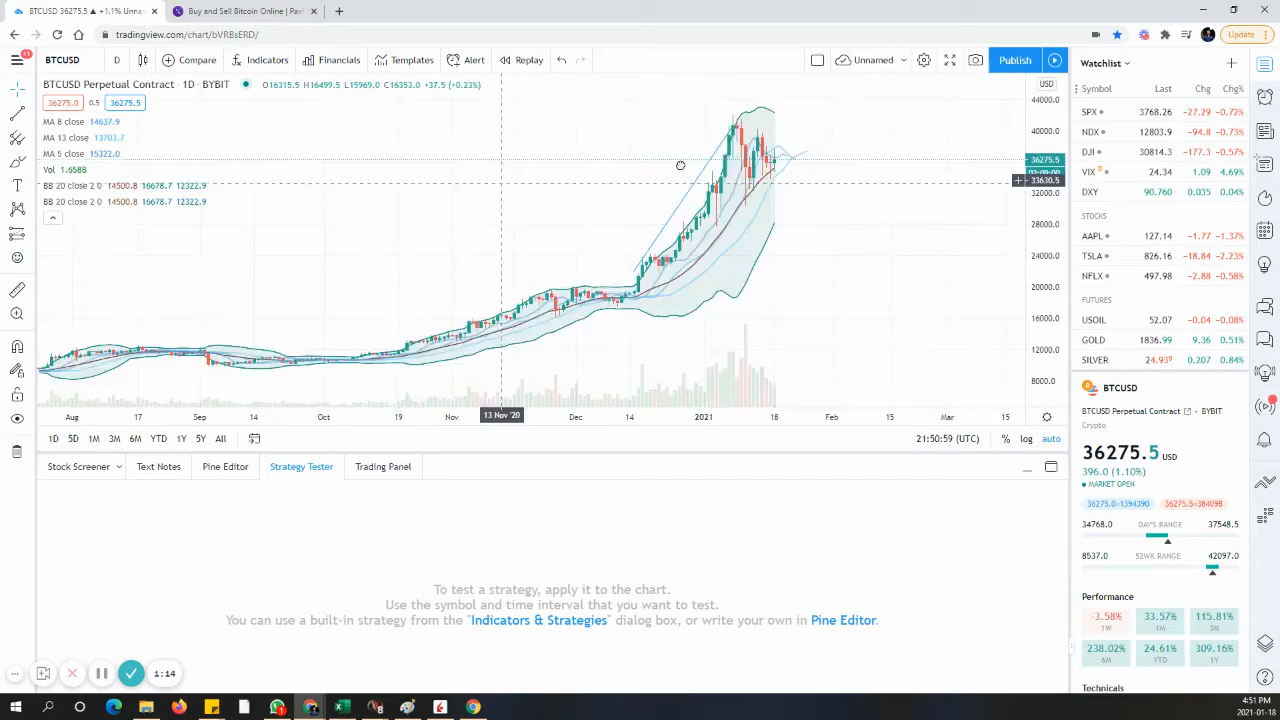 BTCUSD 36275.5 ▲ +1.1% Unna
Buy and Sell Bitcoin Online | Pax
tradingview.com/chart/bVRBsERD/
Update
11
BTCUSD D Compare Indicators Financials Templates Alert Replay Unnamed Publish
BTCUSD Perpetual Contract · 1D · BYBIT O16315.5 H16499.5 L15969.0 C16353.0 +37.5 (+0.23%)
36275.0 0.5 36275.5
MA 8 close 14637.9
MA 13 close 13703.7
MA 5 close 15322.0
Vol 1.658B
BB 20 close 2 0 14500.8 16678.7 12322.9
BB 20 close 2 0 14500.8 16678.7 12322.9
USD
44000.0
40000.0
36275.5
33630.5
32000.0
28000.0
24000.0
20000.0
16000.0
12000.0
8000.0
Aug 17 Sep 14 Oct 19 Nov 13 Nov '20 Dec 14 2021 18 Feb 15 Mar 15
1D 5D 1M 3M 6M YTD 1Y 5Y All
21:50:59 (UTC) % log auto
Stock Screener Text Notes Pine Editor Strategy Tester Trading Panel
To test a strategy, apply it to the chart.
Use the symbol and time interval that you want to test.
You can use a built-in strategy from the "Indicators & Strategies" dialog box, or write your own in Pine Editor.
Watchlist
Symbol Last Chg Chg%
SPX 3768.26 -27.29 -0.72%
NDX 12803.9 -94.8 -0.73%
DJI 30814.3 -177.3 -0.57%
VIX D 24.34 1.09 4.69%
DXY 90.760 0.035 0.04%
STOCKS
AAPL 127.14 -1.77 -1.37%
TSLA 826.16 -18.84 -2.23%
NFLX 497.98 -2.88 -0.58%
FUTURES
USOIL 52.07 -0.04 -0.08%
GOLD 1836.99 9.36 0.51%
SILVER 24.939 0.207 0.84%
BTCUSD
BTCUSD Perpetual Contract · BYBIT
Crypto
36275.5 USD
396.0 (1.10%)
MARKET OPEN
36275.0×1394390 36275.5×384098
34768.0 DAY'S RANGE 37548.5
8537.0 52WK RANGE 42097.0
Performance
-3.58% 33.57% 115.81%
1W 1M 3M
238.02% 24.61% 309.16%
6M YTD 1Y
Technicals
1:14
4:51 PM
2021-01-18